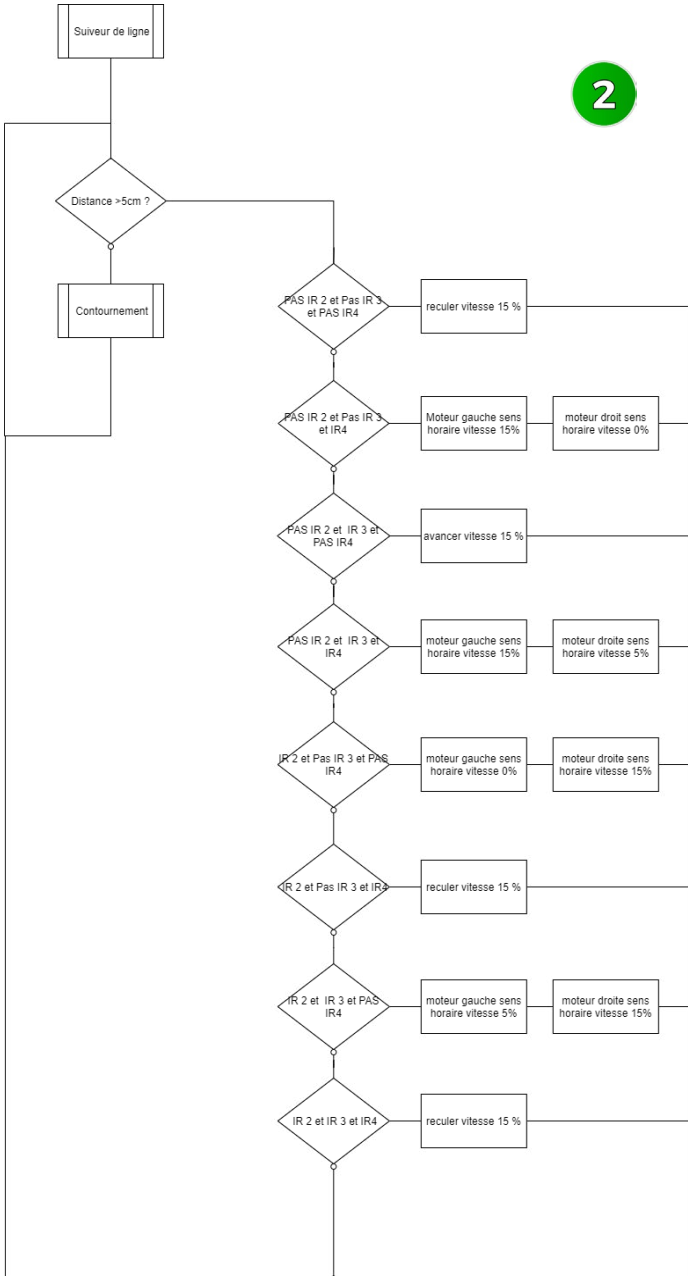 Suiveur de ligne
2
Distance >5cm ?
Contournement
PAS IR 2 et Pas IR 3
et PAS IR4
reculer vitesse 15 %
PAS IR 2 et Pas IR 3
et IR4
Moteur gauche sens
horaire vitesse 15%
moteur droit sens
horaire vitesse 0%
PAS IR 2 et IR 3 et
PAS IR4
avancer vitesse 15 %
PAS IR 2 et IR 3 et
IR4
moteur gauche sens
horaire vitesse 15%
moteur droite sens
horaire vitesse 5%
IR 2 et Pas IR 3 et PAS
IR4
moteur gauche sens
horaire vitesse 0%
moteur droite sens
horaire vitesse 15%
IR 2 et Pas IR 3 et IR4
reculer vitesse 15 %
IR 2 et IR 3 et PAS
IR4
moteur gauche sens
horaire vitesse 5%
moteur droite sens
horaire vitesse 15%
IR 2 et IR 3 et IR4
reculer vitesse 15 %